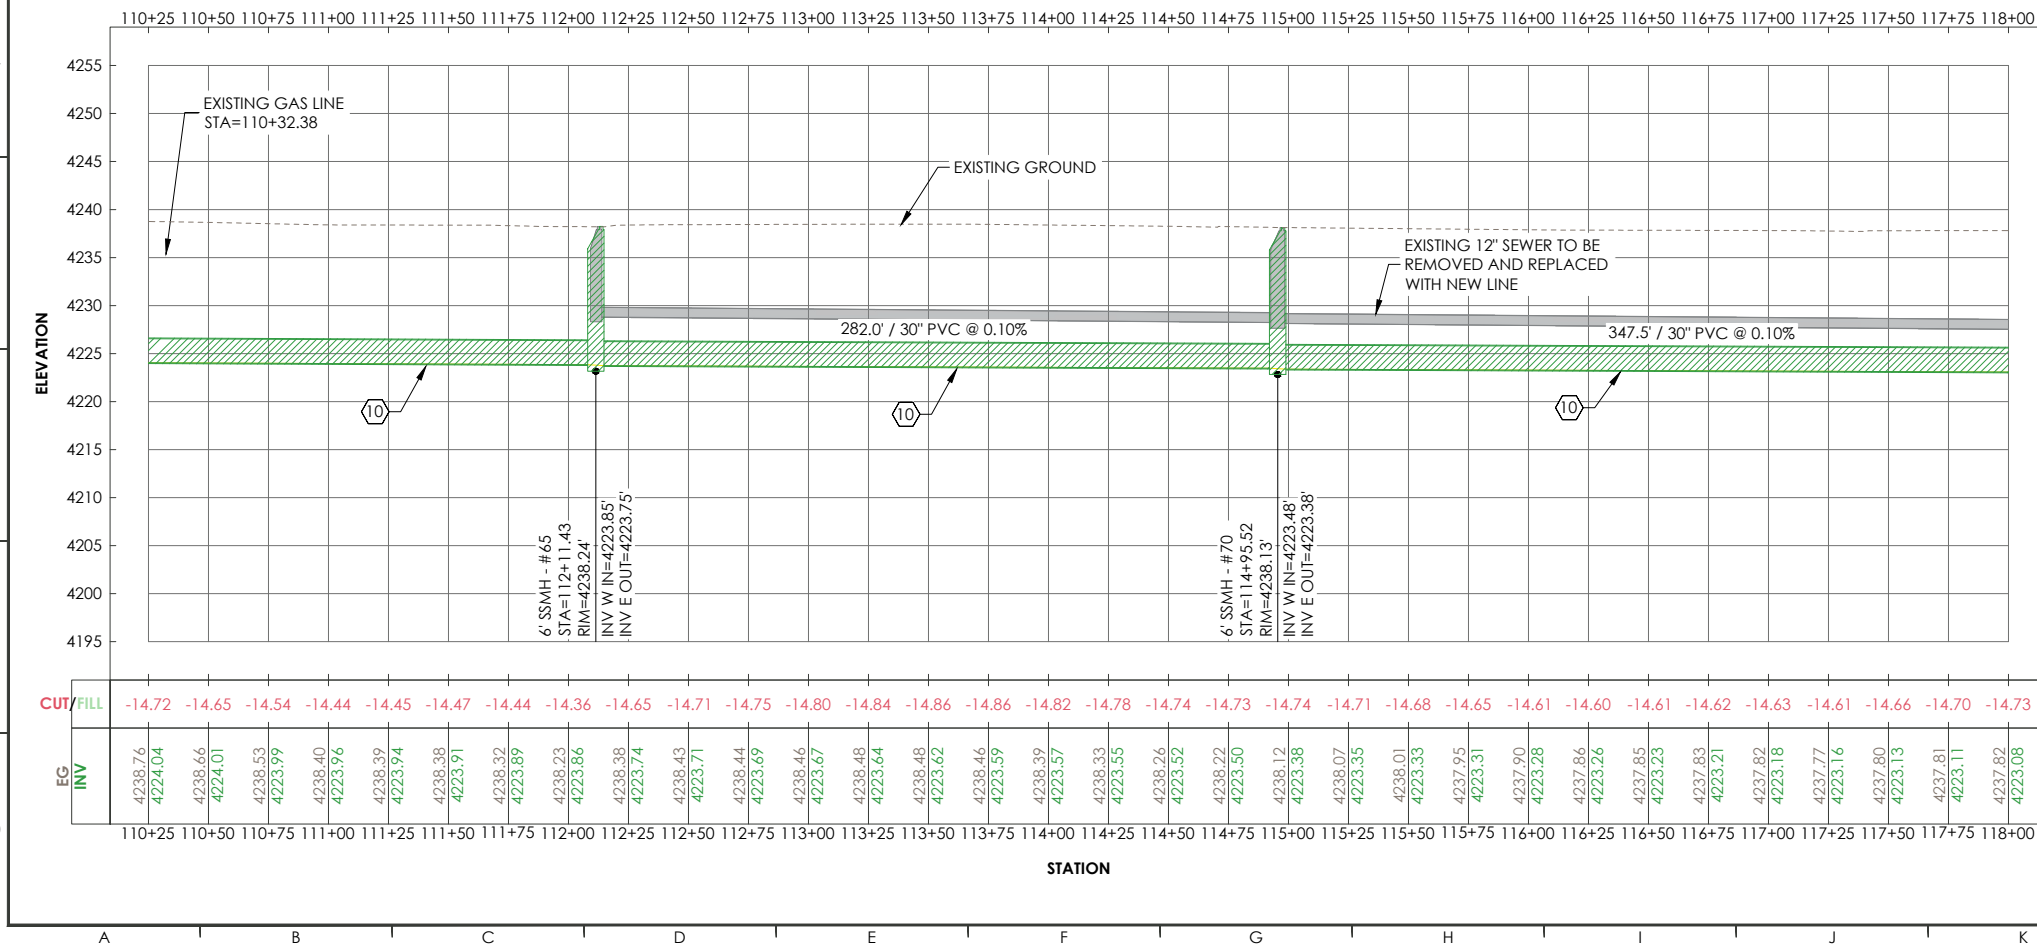 110+25 110+50 110+75 111+00 111+25 111+50 111+75 112+00 112+25 112+50 112+75 113+00 113+25 113+50 113+75 114+00 114+25 114+50 114+75 115+00 115+25 115+50 115+75 116+00 116+25 116+50 116+75 117+00 117+25 117+50 117+75 118+00
4255
4250
4245
4240
4235
4230
4225
4220
4215
4210
4205
4200
4195
ELEVATION
EXISTING GAS LINE
STA=110+32.38
EXISTING GROUND
EXISTING 12" SEWER TO BE
REMOVED AND REPLACED
WITH NEW LINE
282.0' / 30" PVC @ 0.10%
347.5' / 30" PVC @ 0.10%
10
10
10
6' SSMH - #65
STA=112+11.43
RIM=4238.24'
INV W IN=4223.85'
INV E OUT=4223.75'
6' SSMH - #70
STA=114+95.52
RIM=4238.13'
INV W IN=4223.48'
INV E OUT=4223.38'
CUT/FILL -14.72 -14.65 -14.54 -14.44 -14.45 -14.47 -14.44 -14.36 -14.65 -14.71 -14.75 -14.80 -14.84 -14.86 -14.86 -14.82 -14.78 -14.74 -14.73 -14.74 -14.71 -14.68 -14.65 -14.61 -14.60 -14.61 -14.62 -14.63 -14.61 -14.66 -14.70 -14.73
EG 4238.76 4238.66 4238.53 4238.40 4238.39 4238.38 4238.32 4238.23 4238.38 4238.43 4238.44 4238.46 4238.48 4238.48 4238.46 4238.39 4238.33 4238.26 4238.22 4238.12 4238.07 4238.01 4237.95 4237.90 4237.86 4237.85 4237.83 4237.82 4237.77 4237.80 4237.81 4237.82
INV 4224.04 4224.01 4223.99 4223.96 4223.94 4223.91 4223.89 4223.86 4223.74 4223.71 4223.69 4223.67 4223.64 4223.62 4223.59 4223.57 4223.55 4223.52 4223.50 4223.38 4223.35 4223.33 4223.31 4223.28 4223.26 4223.23 4223.21 4223.18 4223.16 4223.13 4223.11 4223.08
110+25 110+50 110+75 111+00 111+25 111+50 111+75 112+00 112+25 112+50 112+75 113+00 113+25 113+50 113+75 114+00 114+25 114+50 114+75 115+00 115+25 115+50 115+75 116+00 116+25 116+50 116+75 117+00 117+25 117+50 117+75 118+00
STATION
A B C D E F G H I J K